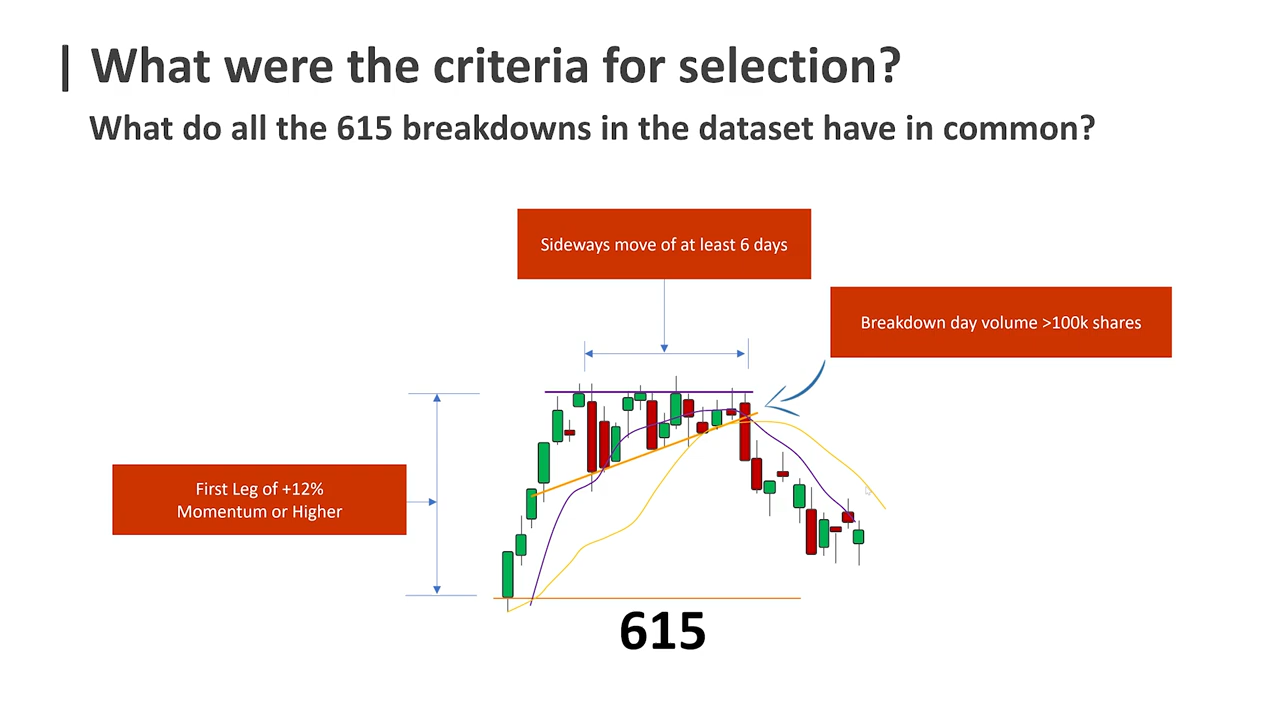 | What were the criteria for selection?
What do all the 615 breakdowns in the dataset have in common?
Sideways move of at least 6 days
Breakdown day volume >100k shares
First Leg of +12%
Momentum or Higher
615